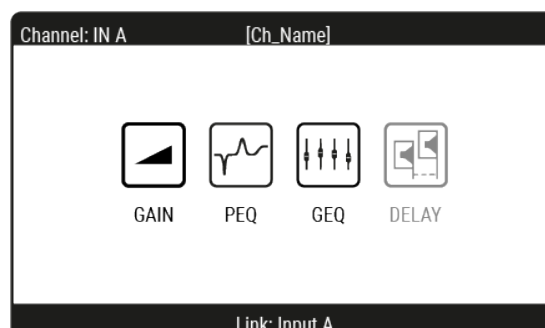 Channel: IN A [Ch_Name]
GAIN PEQ GEQ DELAY
Link: Input A